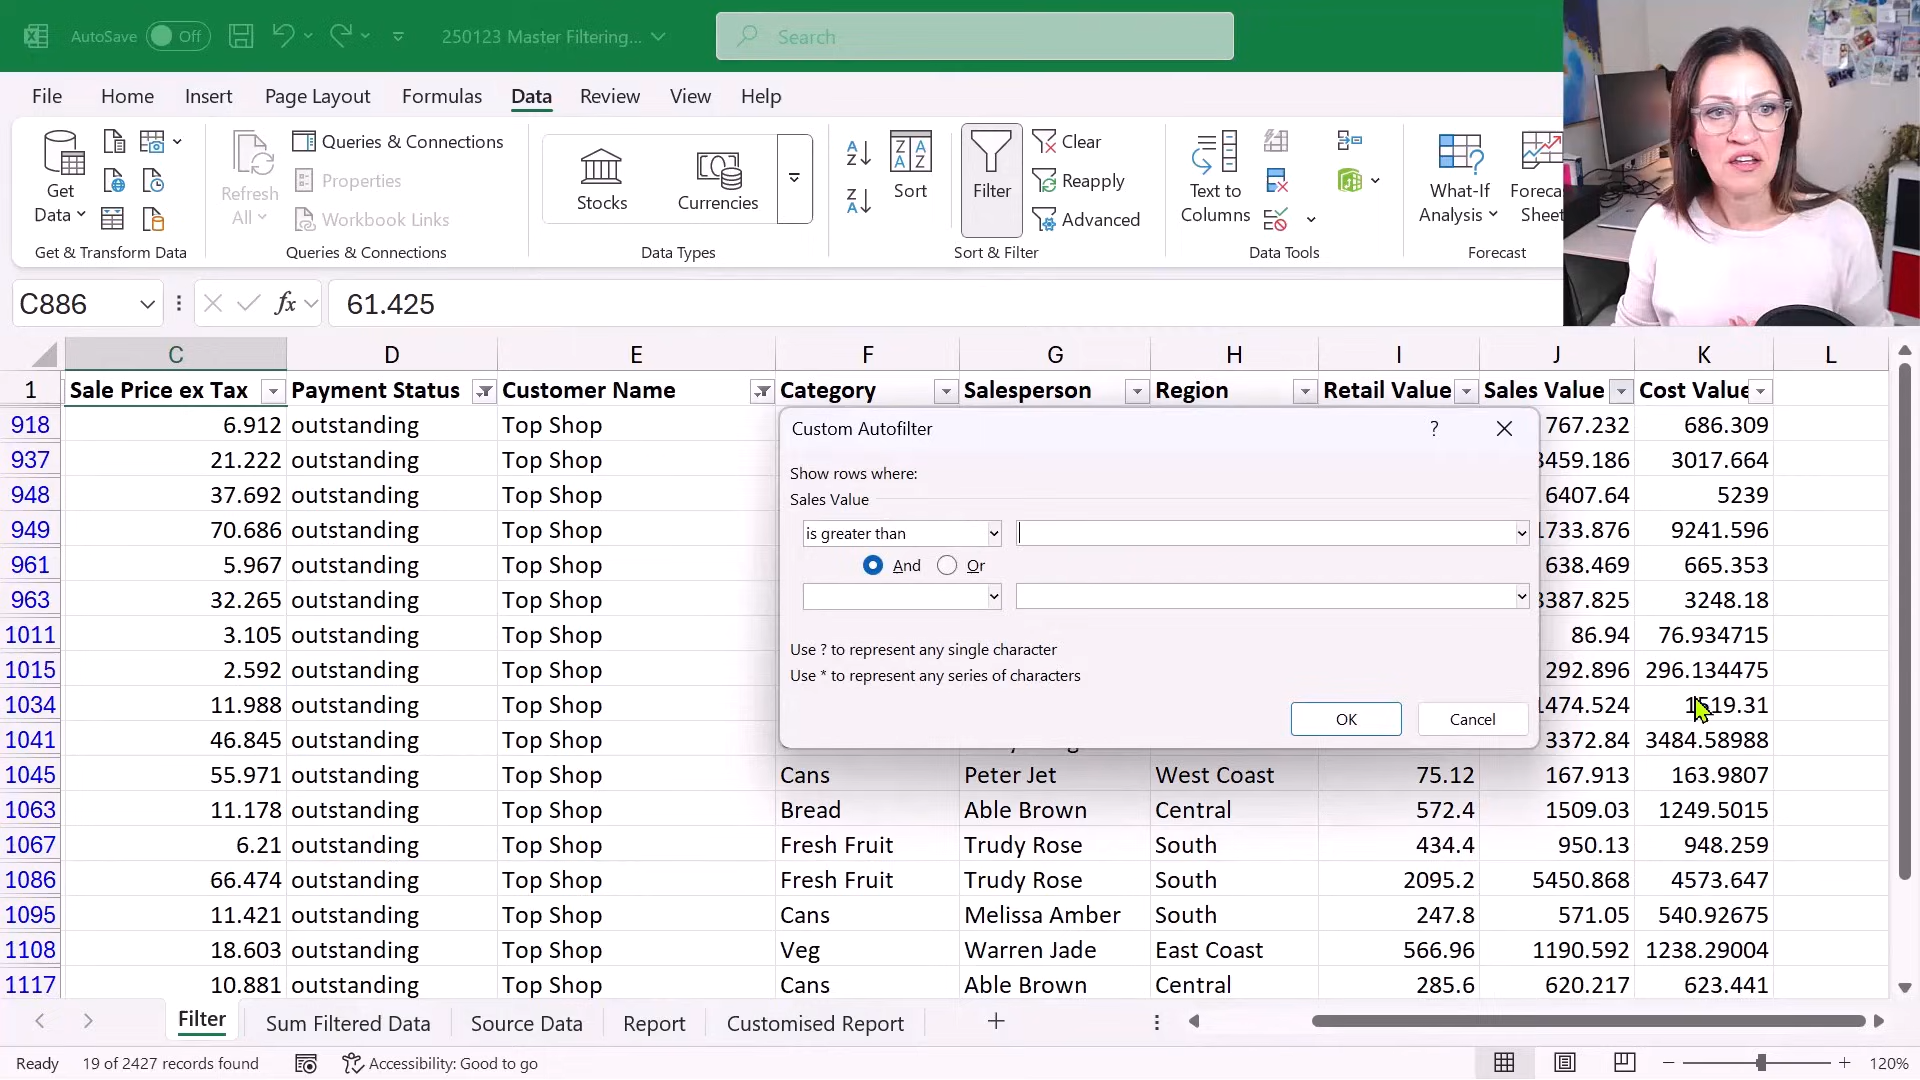 AutoSave Off 250123 Master Filtering... Search
File Home Insert Page Layout Formulas Data Review View Help
Get Data
Refresh All
Queries & Connections
Properties
Workbook Links
Stocks
Currencies
Sort
Filter
Clear
Reapply
Advanced
Text to Columns
What-If Analysis
Forecast Sheet
Get & Transform Data Queries & Connections Data Types Sort & Filter Data Tools Forecast
C886 fx 61.425
C D E F G H I J K L
1 Sale Price ex Tax Payment Status Customer Name Category Salesperson Region Retail Value Sales Value Cost Value
918 6.912 outstanding Top Shop 767.232 686.309
937 21.222 outstanding Top Shop 3459.186 3017.664
948 37.692 outstanding Top Shop 6407.64 5239
949 70.686 outstanding Top Shop 1733.876 9241.596
961 5.967 outstanding Top Shop 638.469 665.353
963 32.265 outstanding Top Shop 3387.825 3248.18
1011 3.105 outstanding Top Shop 86.94 76.934715
1015 2.592 outstanding Top Shop 292.896 296.134475
1034 11.988 outstanding Top Shop 1474.524 1519.31
1041 46.845 outstanding Top Shop 3372.84 3484.58988
1045 55.971 outstanding Top Shop Cans Peter Jet West Coast 75.12 167.913 163.9807
1063 11.178 outstanding Top Shop Bread Able Brown Central 572.4 1509.03 1249.5015
1067 6.21 outstanding Top Shop Fresh Fruit Trudy Rose South 434.4 950.13 948.259
1086 66.474 outstanding Top Shop Fresh Fruit Trudy Rose South 2095.2 5450.868 4573.647
1095 11.421 outstanding Top Shop Cans Melissa Amber South 247.8 571.05 540.92675
1108 18.603 outstanding Top Shop Veg Warren Jade East Coast 566.96 1190.592 1238.29004
1117 10.881 outstanding Top Shop Cans Able Brown Central 285.6 620.217 623.441
Custom Autofilter ?
Show rows where:
Sales Value
is greater than
And Or
Use ? to represent any single character
Use * to represent any series of characters
OK Cancel
Filter Sum Filtered Data Source Data Report Customised Report
Ready 19 of 2427 records found Accessibility: Good to go 120%